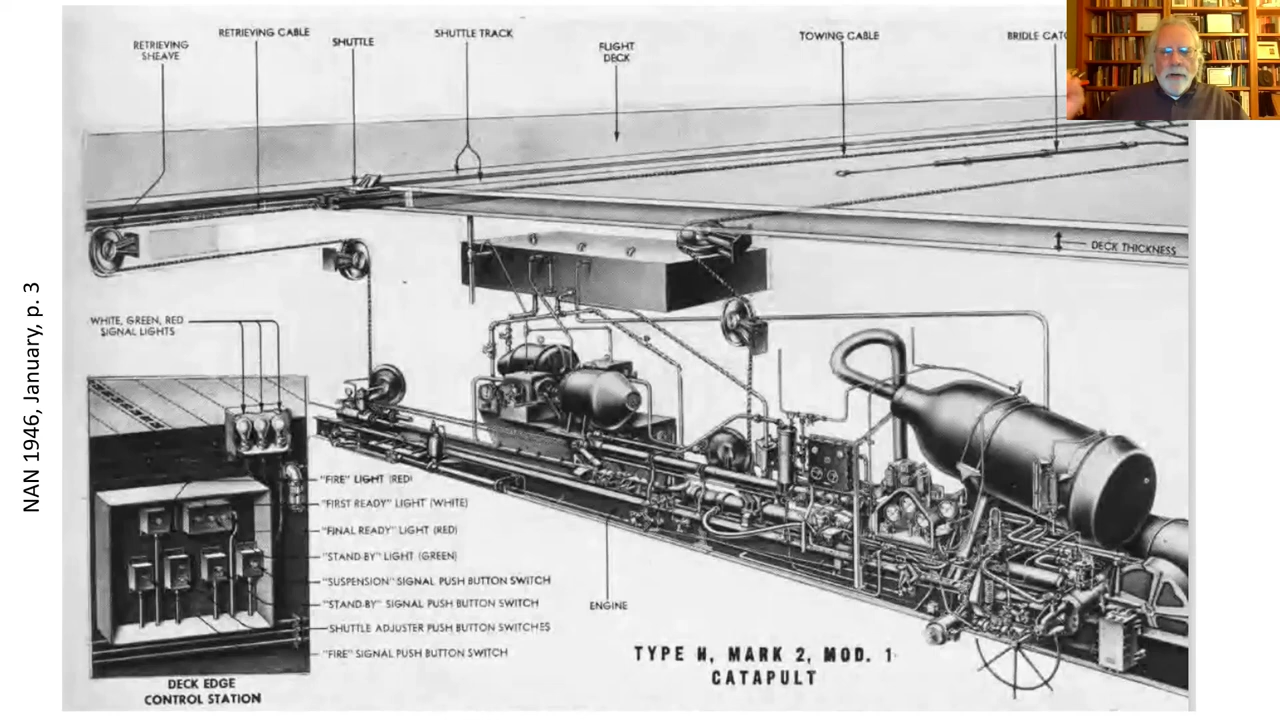 NAN 1946, January, p. 3
RETRIEVING
SHEAVE
RETRIEVING CABLE
SHUTTLE
SHUTTLE TRACK
FLIGHT
DECK
TOWING CABLE
BRIDLE
DECK THICKNESS
WHITE, GREEN, RED
SIGNAL LIGHTS
"FIRE" LIGHT (RED)
"FIRST READY" LIGHT (WHITE)
"FINAL READY" LIGHT (RED)
"STAND-BY" LIGHT (GREEN)
"SUSPENSION" SIGNAL PUSH BUTTON SWITCH
"STAND-BY" SIGNAL PUSH BUTTON SWITCH
SHUTTLE ADJUSTER PUSH BUTTON SWITCHES
"FIRE" SIGNAL PUSH BUTTON SWITCH
ENGINE
DECK EDGE
CONTROL STATION
TYPE H, MARK 2, MOD. 1
CATAPULT